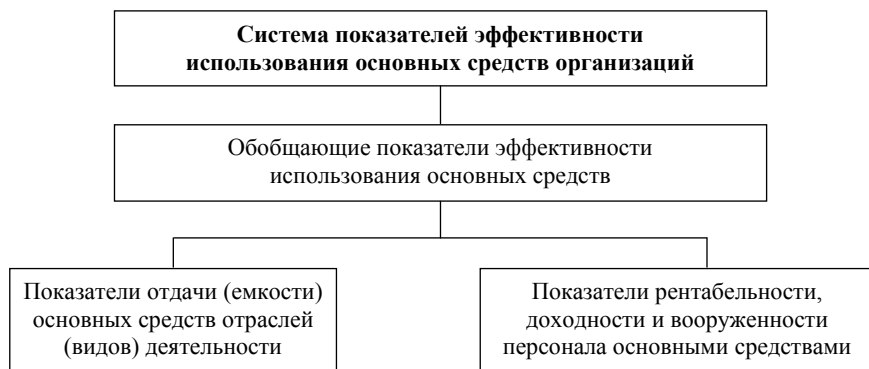 Система показателей эффективности
использования основных средств организаций
Обобщающие показатели эффективности
использования основных средств
Показатели отдачи (емкости)
основных средств отраслей
(видов) деятельности
Показатели рентабельности,
доходности и вооруженности
персонала основными средствами